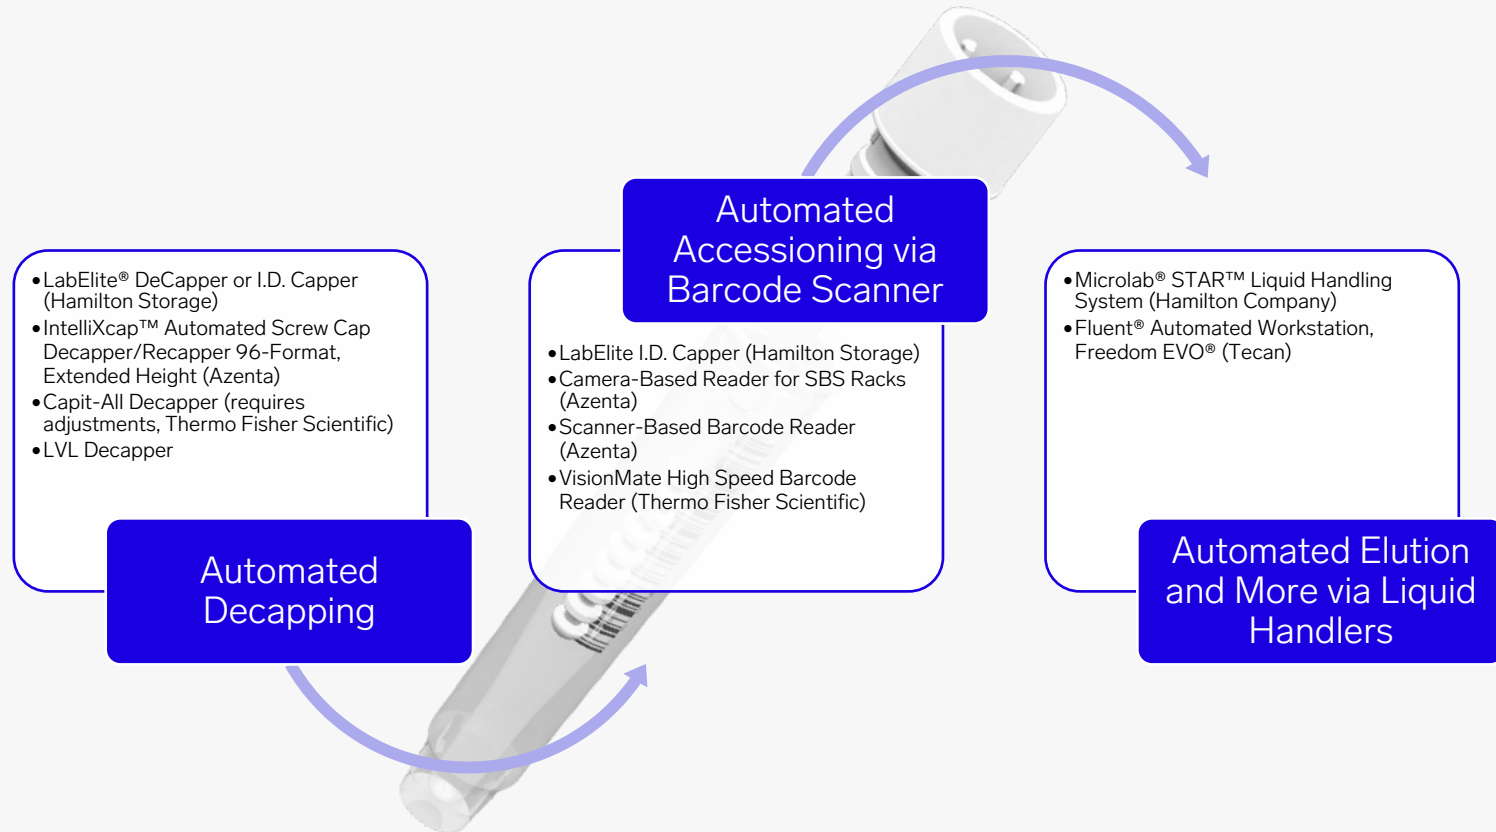 •LabElite® DeCapper or I.D. Capper
(Hamilton Storage)
•IntelliXcap™ Automated Screw Cap
Decapper/Recapper 96-Format,
Extended Height (Azenta)
•Capit-All Decapper (requires
adjustments, Thermo Fisher Scientific)
•LVL Decapper
Automated
Decapping
Automated
Accessioning via
Barcode Scanner
•LabElite I.D. Capper (Hamilton Storage)
•Camera-Based Reader for SBS Racks
(Azenta)
•Scanner-Based Barcode Reader
(Azenta)
•VisionMate High Speed Barcode
Reader (Thermo Fisher Scientific)
•Microlab® STAR™ Liquid Handling
System (Hamilton Company)
•Fluent® Automated Workstation,
Freedom EVO® (Tecan)
Automated Elution
and More via Liquid
Handlers